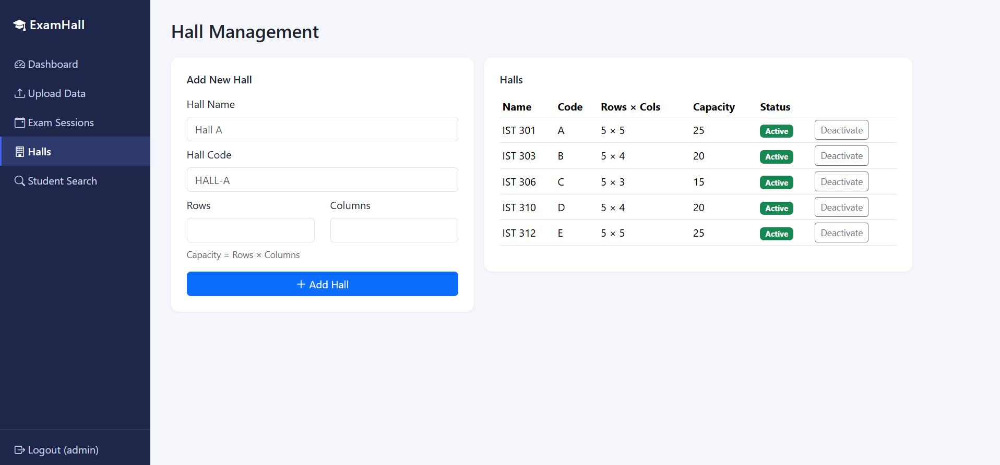 ExamHall
Dashboard
Upload Data
Exam Sessions
Halls
Student Search
Logout (admin)
Hall Management
Add New Hall
Hall Name
Hall A
Hall Code
HALL-A
Rows Columns
Capacity = Rows × Columns
+ Add Hall
Halls
Name Code Rows × Cols Capacity Status
IST 301 A 5 × 5 25 Active Deactivate
IST 303 B 5 × 4 20 Active Deactivate
IST 306 C 5 × 3 15 Active Deactivate
IST 310 D 5 × 4 20 Active Deactivate
IST 312 E 5 × 5 25 Active Deactivate